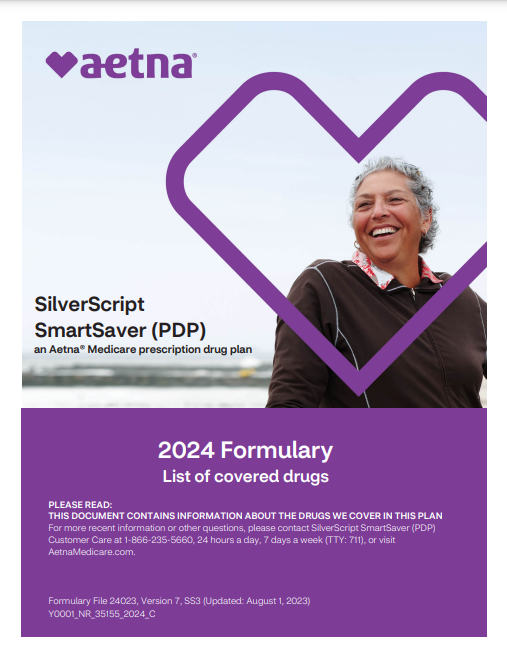 aetna®
SilverScript
SmartSaver (PDP)
an Aetna® Medicare prescription drug plan
2024 Formulary
List of covered drugs
PLEASE READ:
THIS DOCUMENT CONTAINS INFORMATION ABOUT THE DRUGS WE COVER IN THIS PLAN
For more recent information or other questions, please contact SilverScript SmartSaver (PDP)
Customer Care at 1-866-235-5660, 24 hours a day, 7 days a week (TTY: 711), or visit
AetnaMedicare.com.
Formulary File 24023, Version 7, SS3 (Updated: August 1, 2023)
Y0001_NR_35155_2024_C